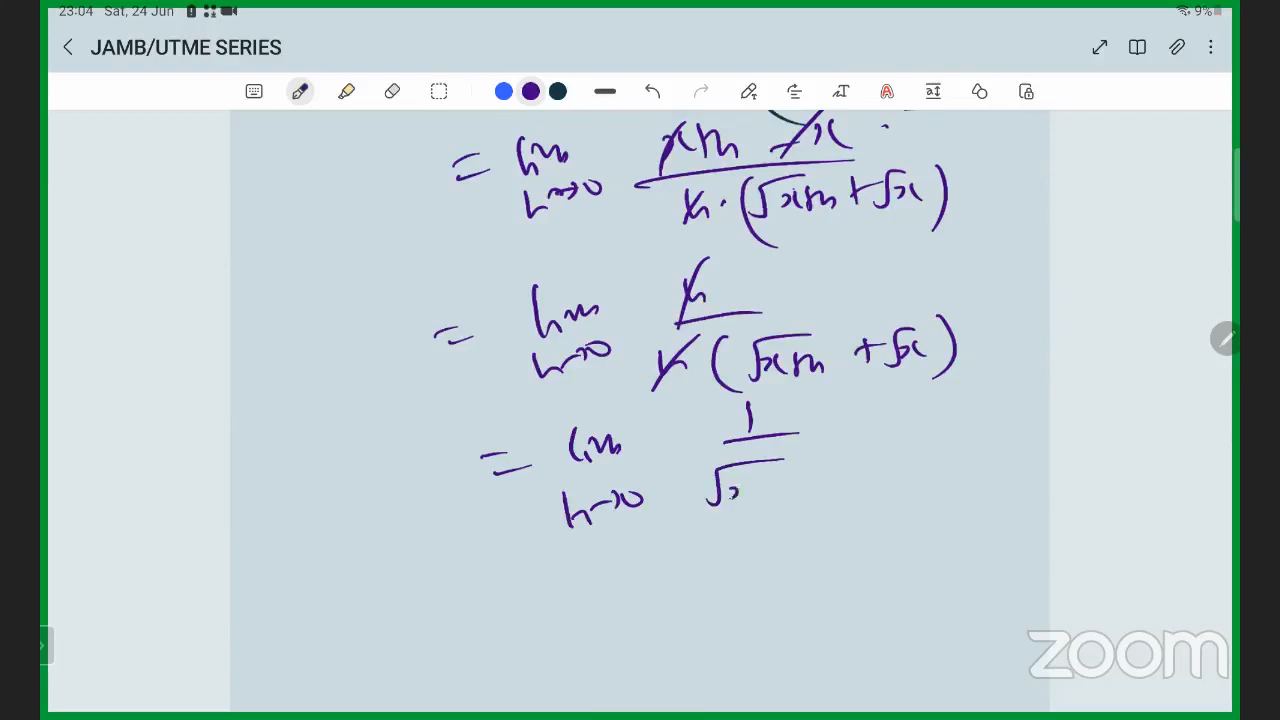 23:04 Sat, 24 Jun 9%
JAMB/UTME SERIES
= lim x+h - x
h→0 h · (√x+h + √x)
= lim h
h→0 h (√x+h + √x)
= lim 1
h→0 √x
zoom